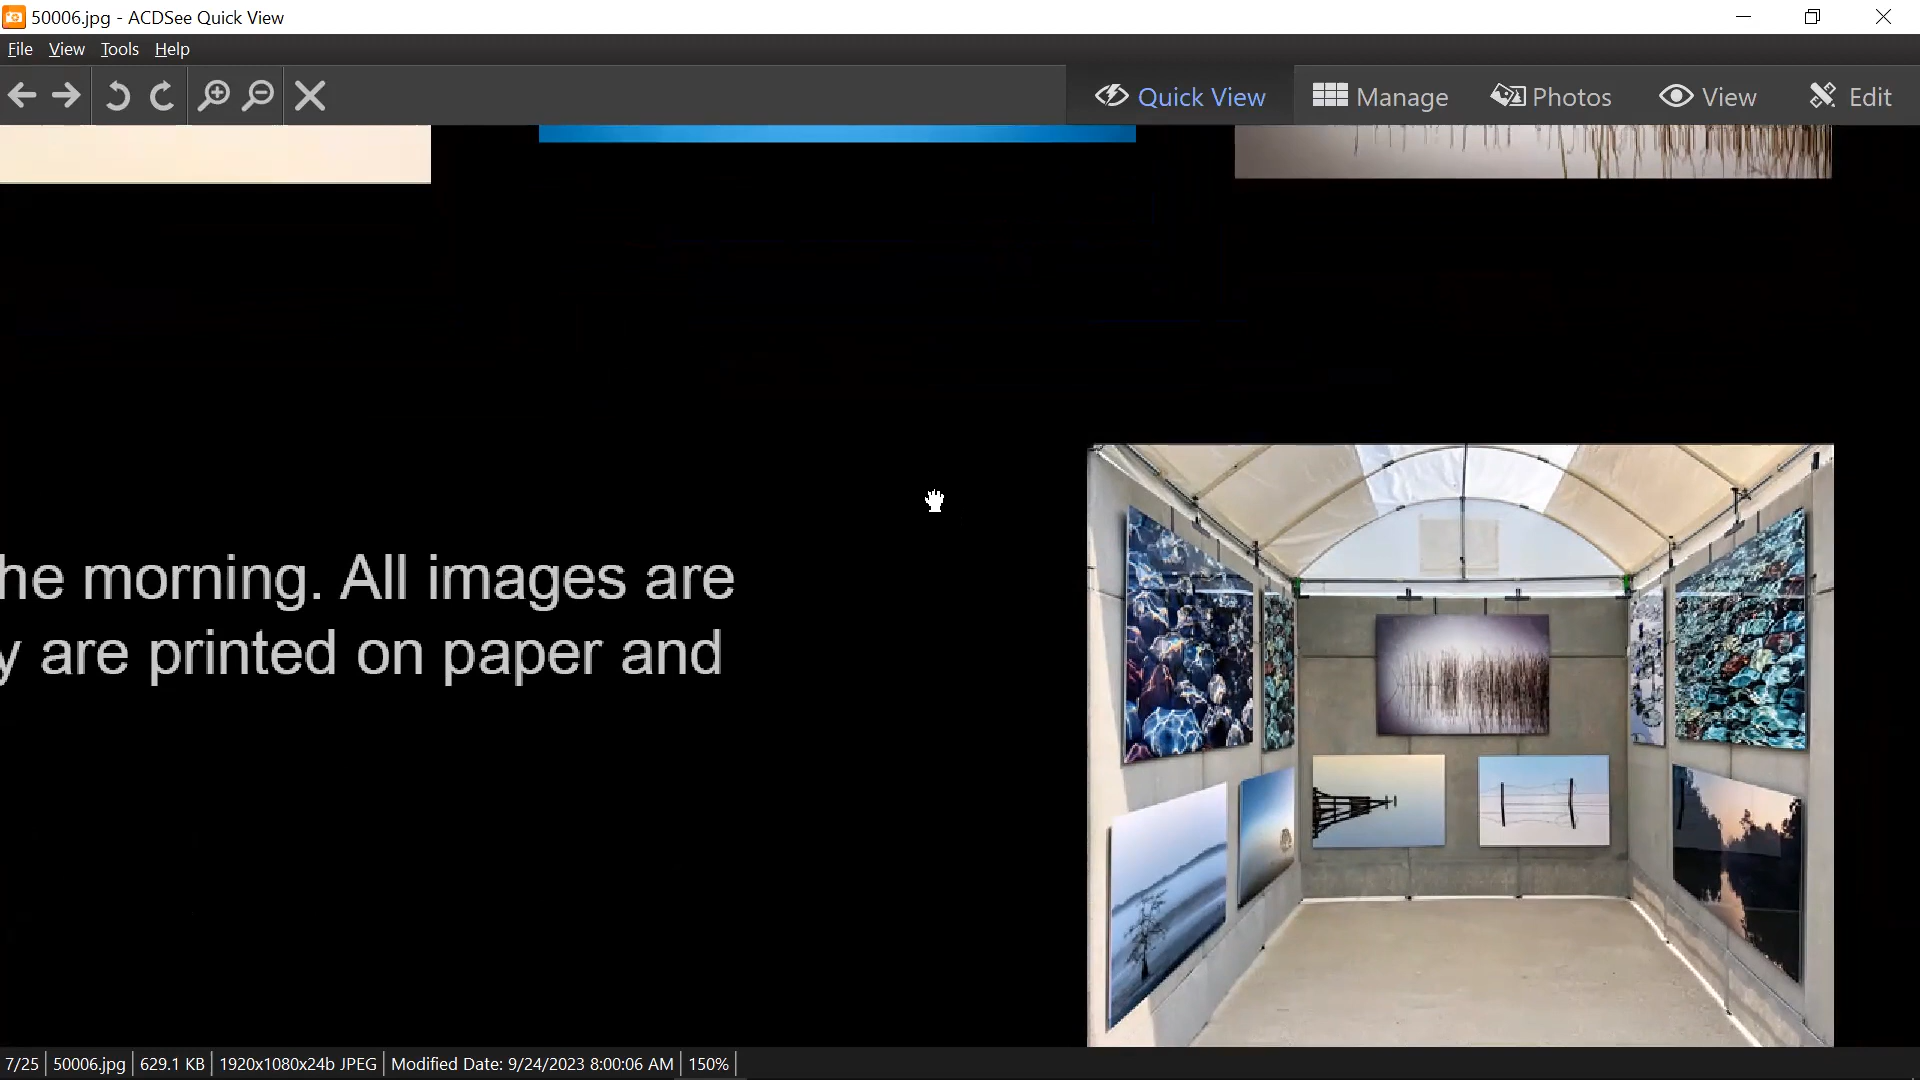 50006.jpg - ACDSee Quick View
File View Tools Help
Quick View Manage Photos View Edit
he morning. All images are
y are printed on paper and
7/25 50006.jpg 629.1 KB 1920x1080x24b JPEG Modified Date: 9/24/2023 8:00:06 AM 150%